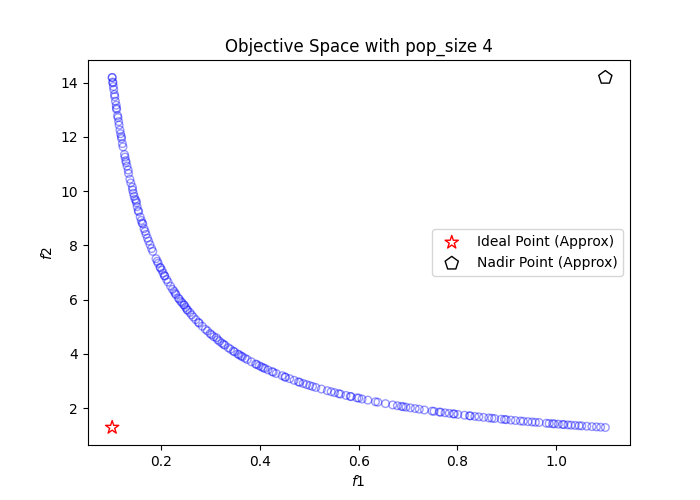 Objective Space with pop_size 4
14
12
10
8
6
4
2
f2
Ideal Point (Approx)
Nadir Point (Approx)
0.2 0.4 0.6 0.8 1.0
f1